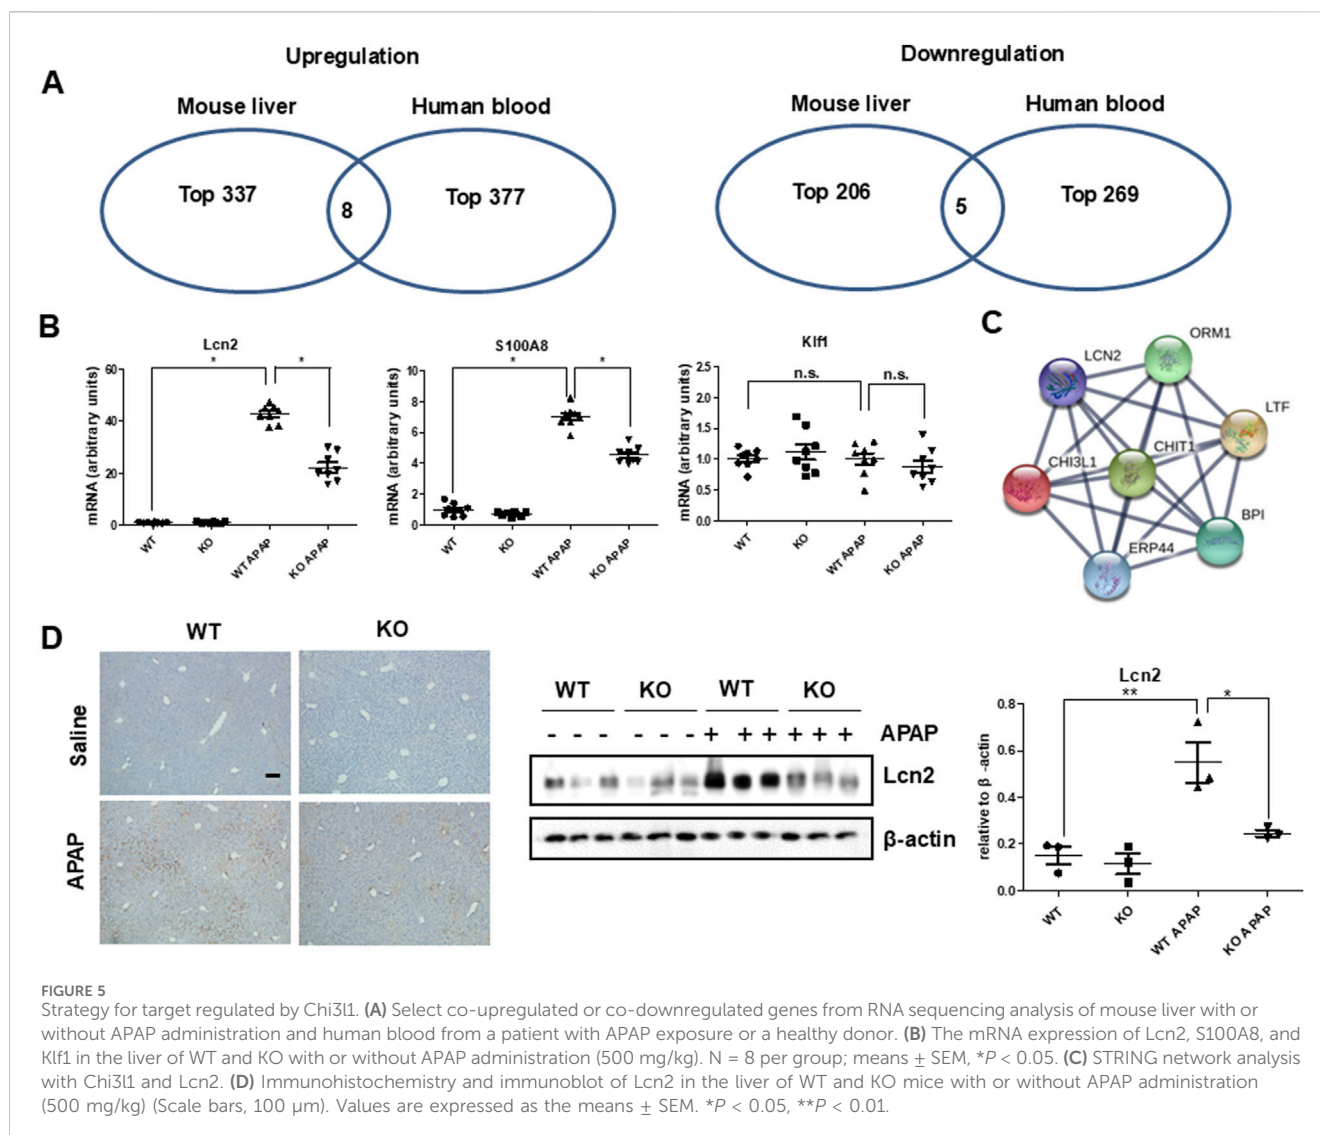 A
Upregulation
Mouse liver
Human blood
Top 337
8
Top 377
Downregulation
Mouse liver
Human blood
Top 206
5
Top 269
B
Lcn2
mRNA (arbitrary units)
60
40
20
0
*
*
WT
KO
WT APAP
KO APAP
S100A8
mRNA (arbitrary units)
10
8
6
4
2
0
*
*
WT
KO
WT APAP
KO APAP
Klf1
mRNA (arbitrary units)
2.5
2.0
1.5
1.0
0.5
0.0
n.s.
n.s.
WT
KO
WT APAP
KO APAP
C
ORM1
LCN2
LTF
CHIT1
CHI3L1
BPI
ERP44
D
WT
KO
Saline
APAP
WT KO WT KO
- - - - - - + + + + + + APAP
Lcn2
β-actin
Lcn2
relative to β -actin
0.8
0.6
0.4
0.2
0.0
**
*
WT
KO
WT APAP
KO APAP
FIGURE 5
Strategy for target regulated by Chi3l1. (A) Select co-upregulated or co-downregulated genes from RNA sequencing analysis of mouse liver with or
without APAP administration and human blood from a patient with APAP exposure or a healthy donor. (B) The mRNA expression of Lcn2, S100A8, and
Klf1 in the liver of WT and KO with or without APAP administration (500 mg/kg). N = 8 per group; means ± SEM, *P < 0.05. (C) STRING network analysis
with Chi3l1 and Lcn2. (D) Immunohistochemistry and immunoblot of Lcn2 in the liver of WT and KO mice with or without APAP administration
(500 mg/kg) (Scale bars, 100 μm). Values are expressed as the means ± SEM. *P < 0.05, **P < 0.01.